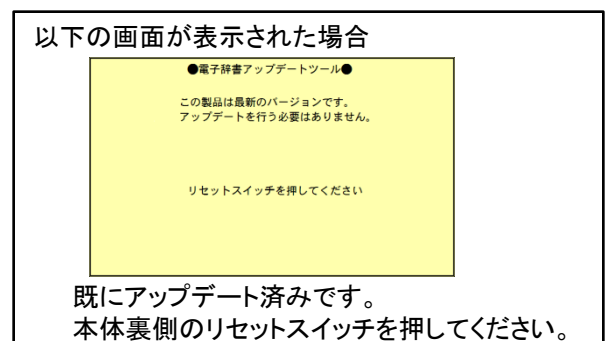 以下の画面が表示された場合
●電子辞書アップデートツール●
この製品は最新のバージョンです。
アップデートを行う必要はありません。
リセットスイッチを押してください
既にアップデート済みです。
本体裏側のリセットスイッチを押してください。